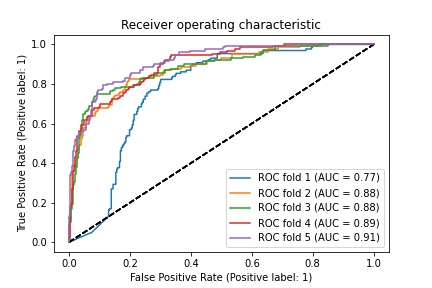 Receiver operating characteristic
True Positive Rate (Positive label: 1)
1.0
0.8
0.6
0.4
0.2
0.0
ROC fold 1 (AUC = 0.77)
ROC fold 2 (AUC = 0.88)
ROC fold 3 (AUC = 0.88)
ROC fold 4 (AUC = 0.89)
ROC fold 5 (AUC = 0.91)
0.0 0.2 0.4 0.6 0.8 1.0
False Positive Rate (Positive label: 1)